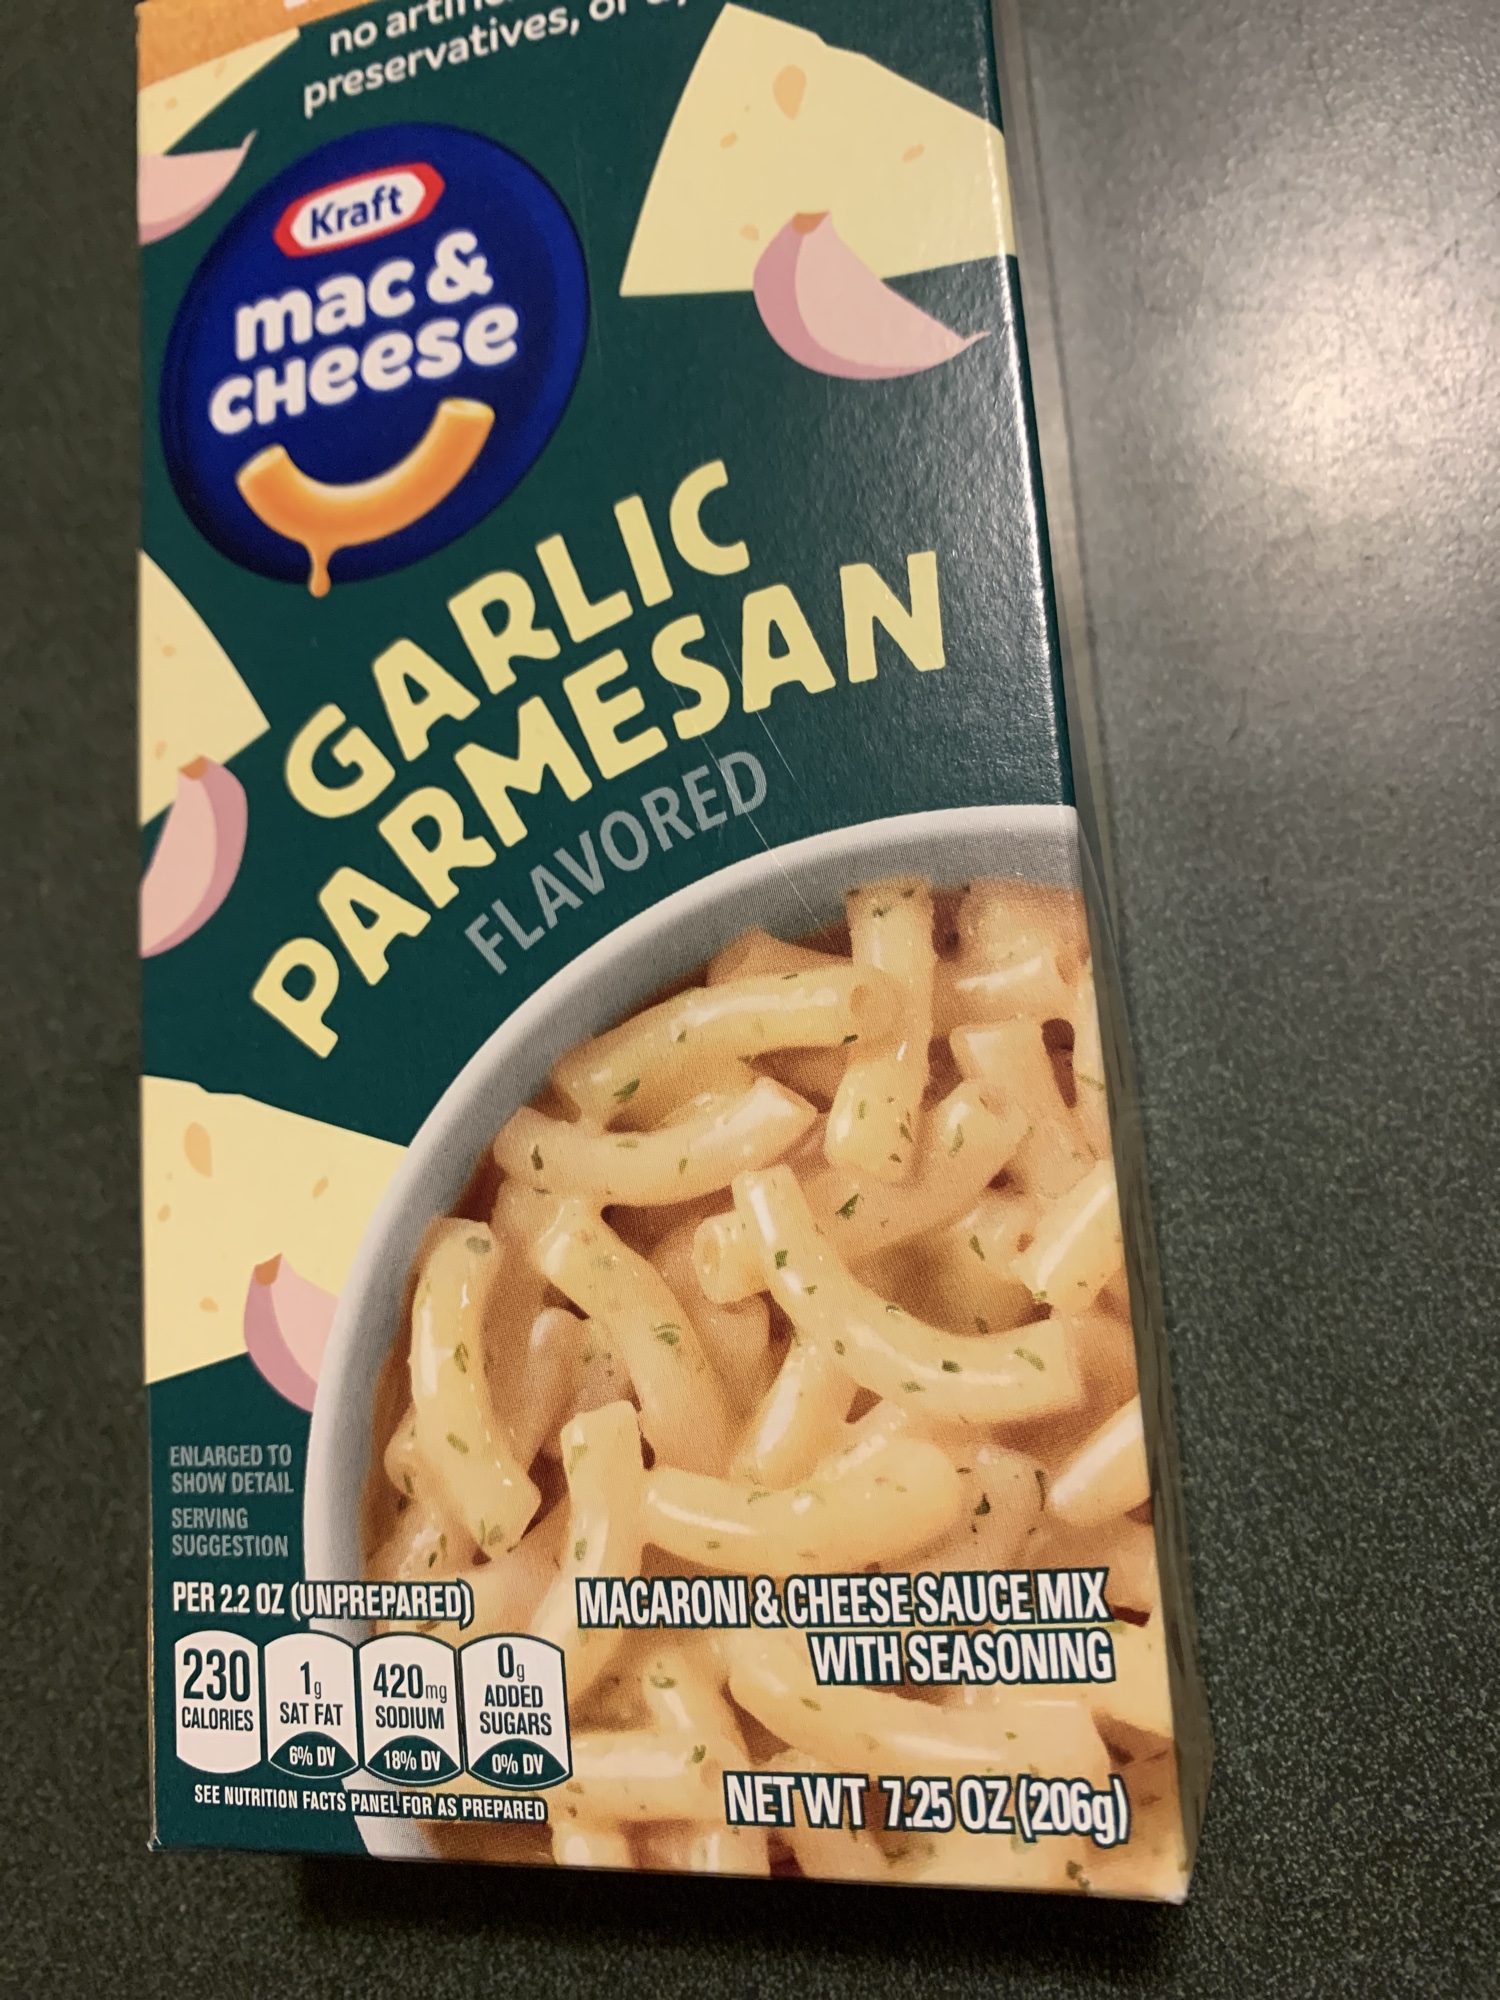 no
preservatives,
Kraft
mac &
CHeese
GARLIC
PARMESAN
FLAVORED
ENLARGED TO
SHOW DETAIL
SERVING
SUGGESTION
PER 2.2 OZ (UNPREPARED)
230
CALORIES
1g
SAT FAT
6% DV
420mg
SODIUM
18% DV
0g
ADDED
SUGARS
0% DV
SEE NUTRITION FACTS PANEL FOR AS PREPARED
MACARONI & CHEESE SAUCE MIX
WITH SEASONING
NET WT 7.25 OZ (206g)